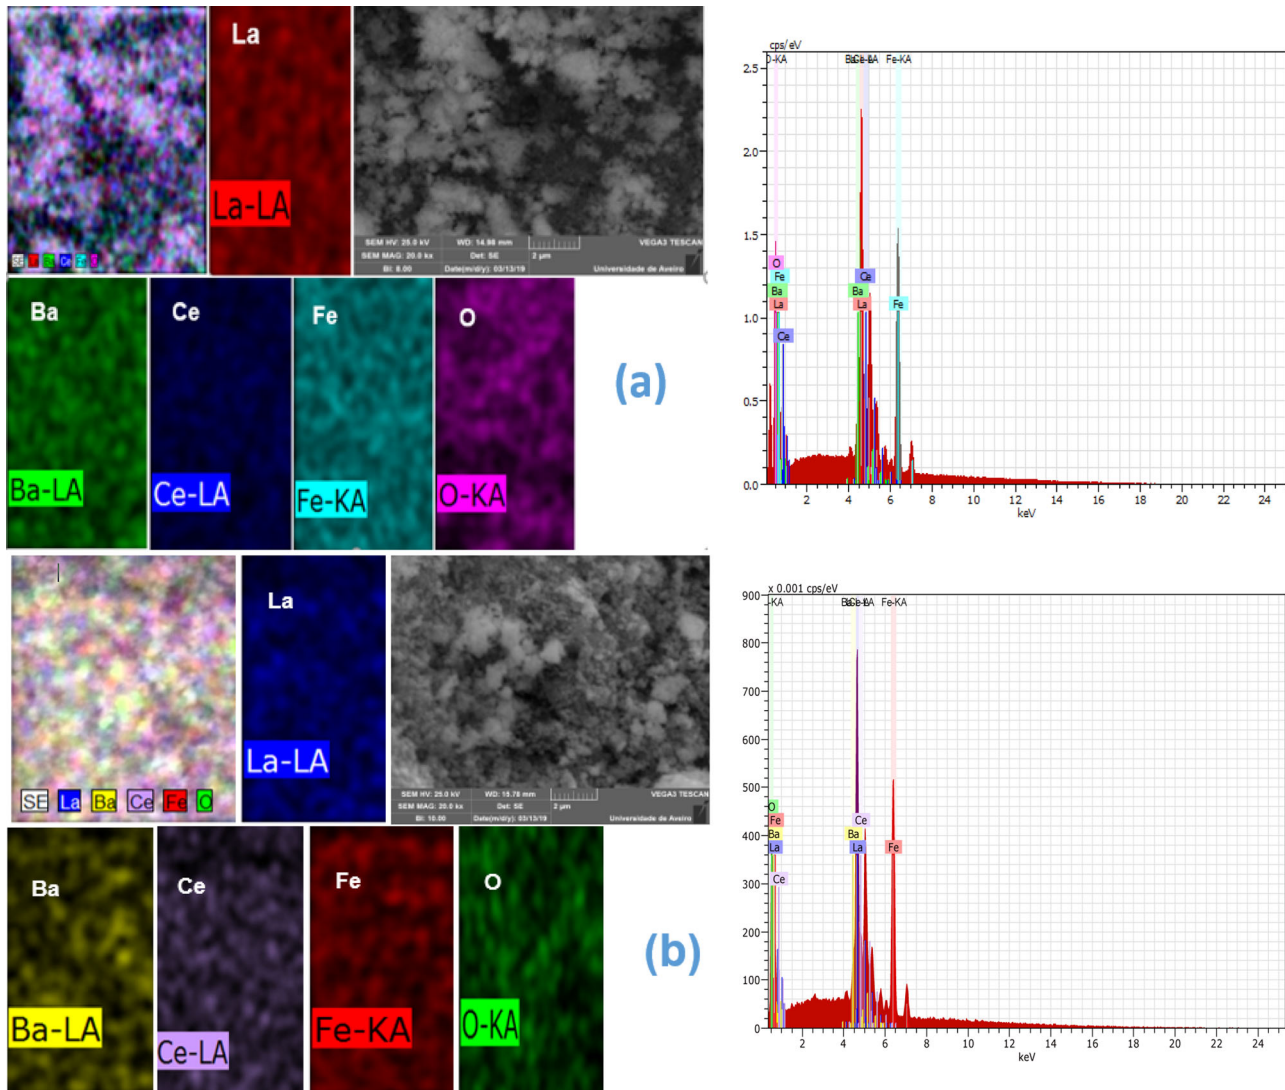 La
La-LA
SEM HV: 25.0 kV WD: 14.98 mm VEGA3 TESCAN
SEM MAG: 20.0 kx Det: SE 2 µm
BI: 8.00 Date(m/d/y): 03/13/19 Universidade de Aveiro
SE
Ba
Ba-LA
Ce
Ce-LA
Fe
Fe-KA
O
O-KA
(a)
cps/eV
Fe-KA
2.5
2.0
1.5
1.0
0.5
0.0
O
Fe
Ba
La
Ce
Ce
Ba
La
Fe
2 4 6 8 10 12 14 16 18 20 22 24
keV
La
La-LA
SEM HV: 25.0 kV WD: 15.78 mm VEGA3 TESCAN
SEM MAG: 20.0 kx Det: SE 2 µm
BI: 10.00 Date(m/d/y): 03/13/19 Universidade de Aveiro
SE La Ba Ce Fe O
Ba
Ba-LA
Ce
Ce-LA
Fe
Fe-KA
O
O-KA
(b)
x 0.001 cps/eV
-KA Fe-KA
900
800
700
600
500
400
300
200
100
0
O
Fe
Ba
La
Ce
Ce
Ba
La
Fe
2 4 6 8 10 12 14 16 18 20 22 24
keV